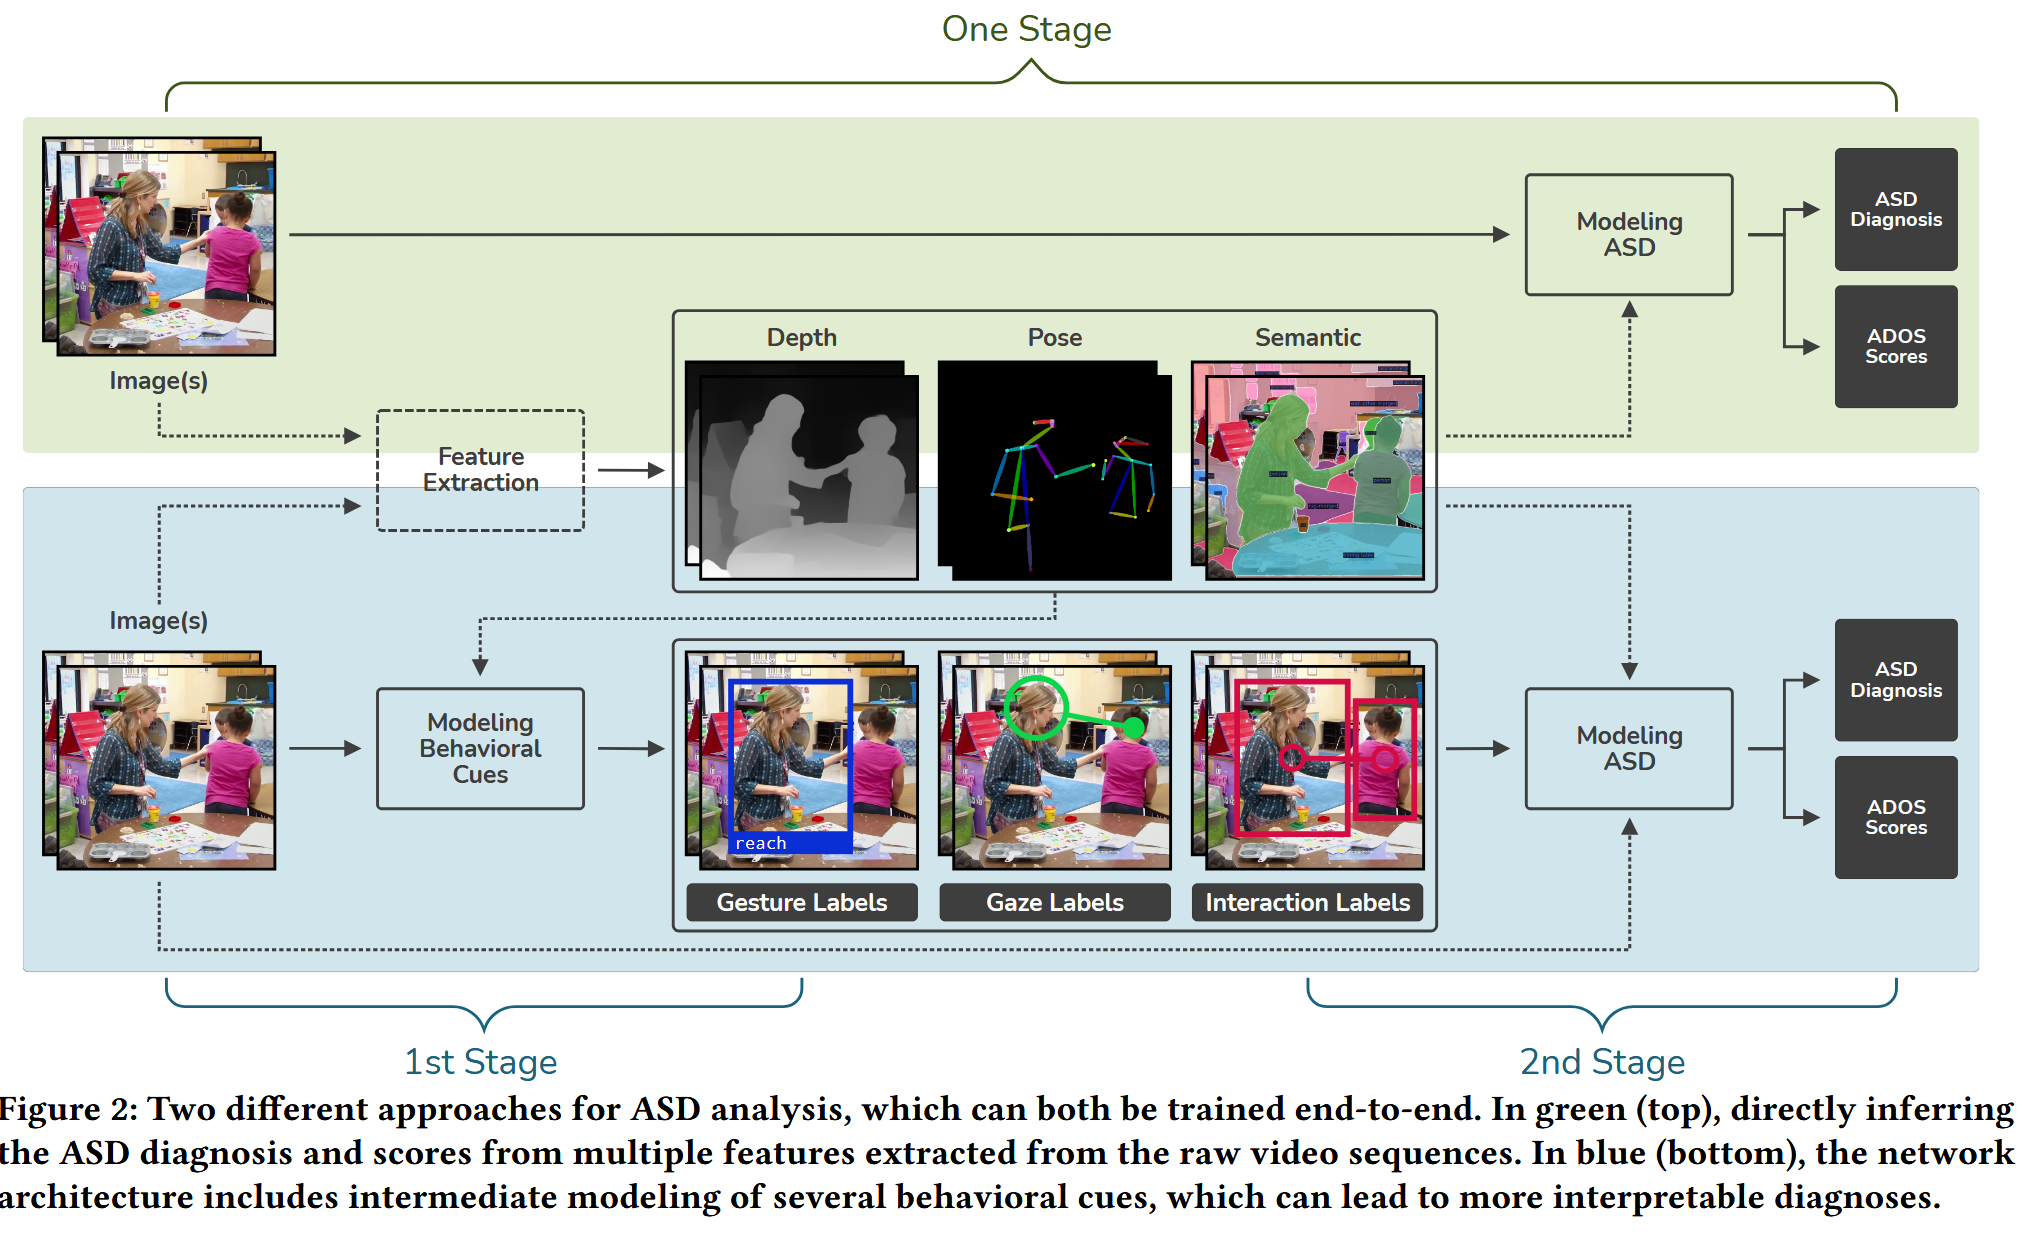 One Stage
Image(s)
Modeling
ASD
ASD
Diagnosis
ADOS
Scores
Depth
Pose
Semantic
Feature
Extraction
Image(s)
Modeling
Behavioral
Cues
reach
Gesture Labels
Gaze Labels
Interaction Labels
Modeling
ASD
ASD
Diagnosis
ADOS
Scores
1st Stage
2nd Stage
Figure 2: Two different approaches for ASD analysis, which can both be trained end-to-end. In green (top), directly inferring
the ASD diagnosis and scores from multiple features extracted from the raw video sequences. In blue (bottom), the network
architecture includes intermediate modeling of several behavioral cues, which can lead to more interpretable diagnoses.